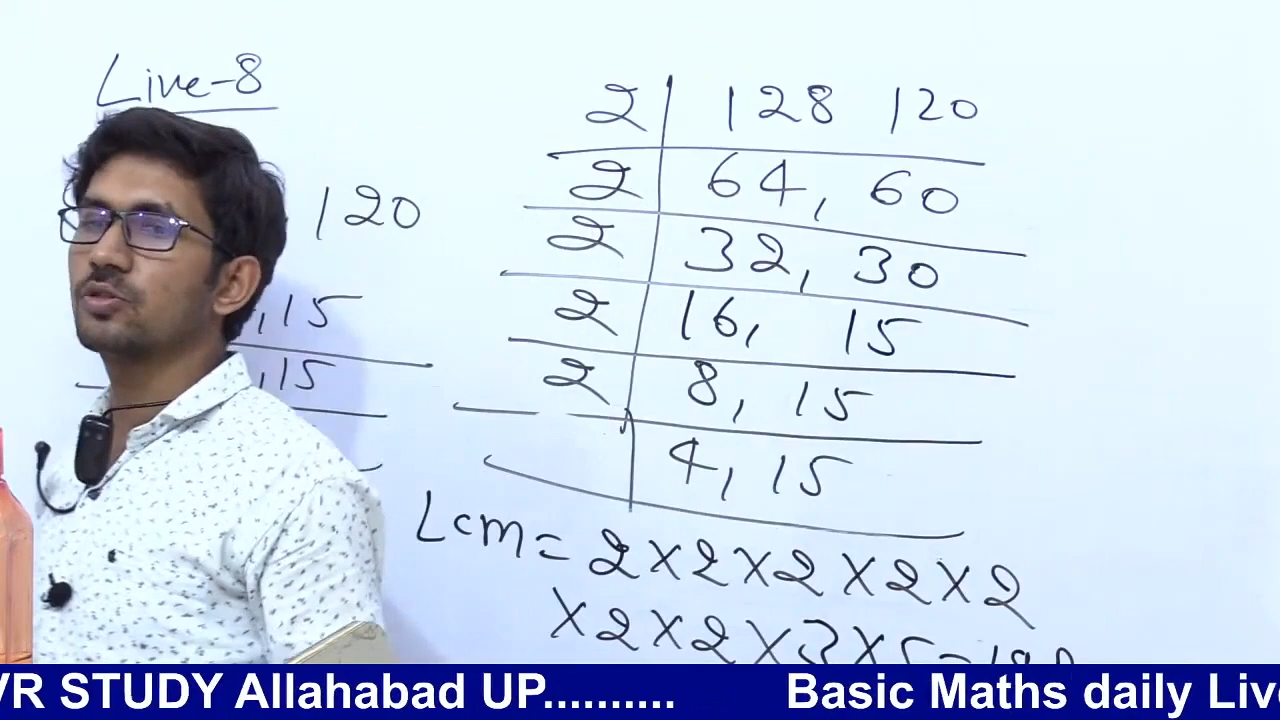 Live-8
120
,15
,15
2 | 128 120
2 | 64, 60
2 | 32, 30
2 | 16, 15
2 | 8, 15
4, 15
Lcm = 2×2×2×2×2
×2×2×3×5=
VR STUDY Allahabad UP.......... Basic Maths daily Live